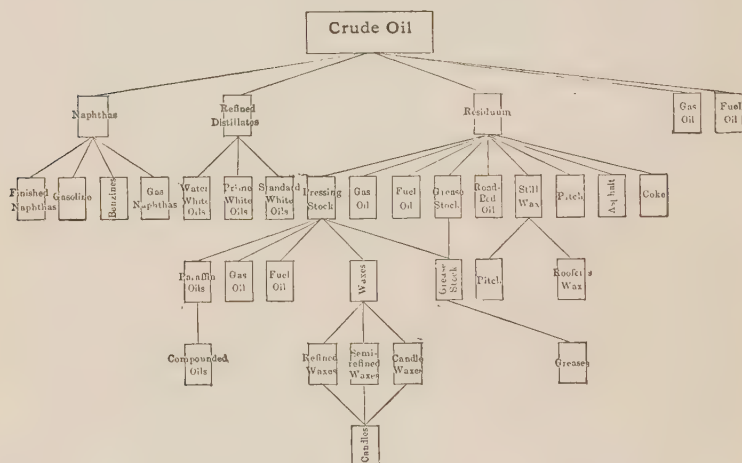 Crude Oil
Naphthas
Refined
Distillates
Residuum
Gas
Oil
Fuel
Oil
Finished
Naphthas
Gasoline
Benzines
Gas
Naphthas
Water
White
Oils
Prime
White
Oils
Standard
White
Oils
Pressing
Stock
Gas
Oil
Fuel
Oil
Grease
Stock
Road-
Bed
Oil
Still
Wax
Pitch
Asphalt
Coke
Paraffin
Oils
Gas
Oil
Fuel
Oil
Waxes
Grease
Stock
Pitch
Roofer's
Wax
Compounded
Oils
Refined
Waxes
Semi-
refined
Waxes
Candle
Waxes
Greases
Candles